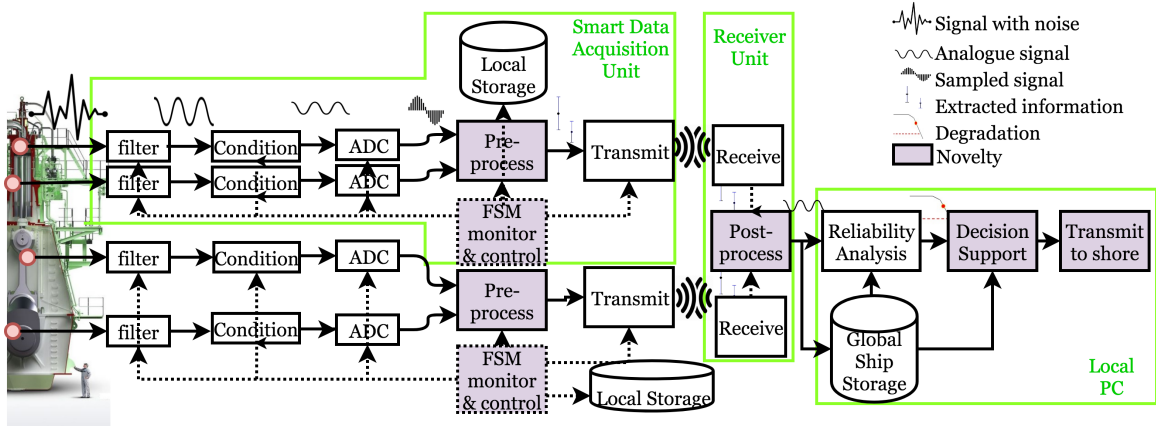 Smart Data
Acquisition
Unit
Receiver
Unit
Signal with noise
Analogue signal
Sampled signal
Extracted information
Degradation
Novelty
Local
Storage
filter
Condition
ADC
Pre-
process
Transmit
Receive
filter
Condition
ADC
FSM
monitor
& control
Post-
process
Reliability
Analysis
Decision
Support
Transmit
to shore
filter
Condition
ADC
Pre-
process
Transmit
Receive
filter
Condition
ADC
FSM
monitor
& control
Local Storage
Global
Ship
Storage
Local
PC